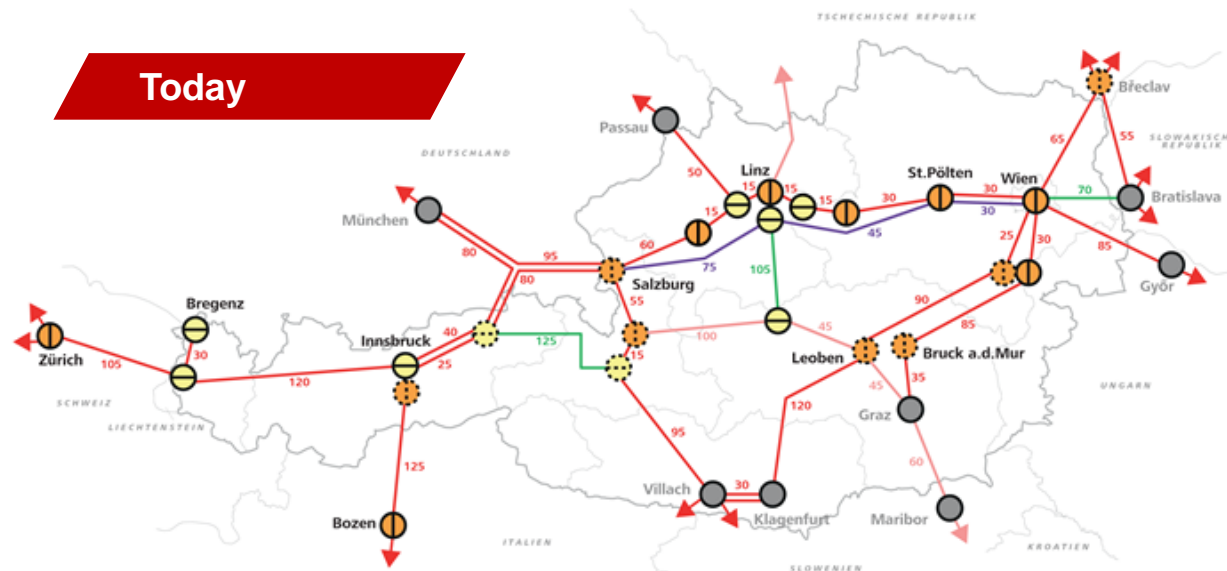 Today
TSCHECHISCHE REPUBLIK
DEUTSCHLAND
SLOWAKISCHE
REPUBLIK
SCHWEIZ
LIECHTENSTEIN
ITALIEN
SLOWENIEN
KROATIEN
UNGARN
Břeclav
Passau
Linz
St.Pölten
Wien
Bratislava
München
Salzburg
Győr
Bregenz
Innsbruck
Zürich
Leoben
Bruck a.d.Mur
Graz
Villach
Klagenfurt
Maribor
Bozen
65
55
50
15
15
15
15
30
30
30
70
45
60
75
95
80
80
105
25
30
85
55
90
85
100
45
15
40
25
125
30
105
120
35
45
120
95
60
30
125